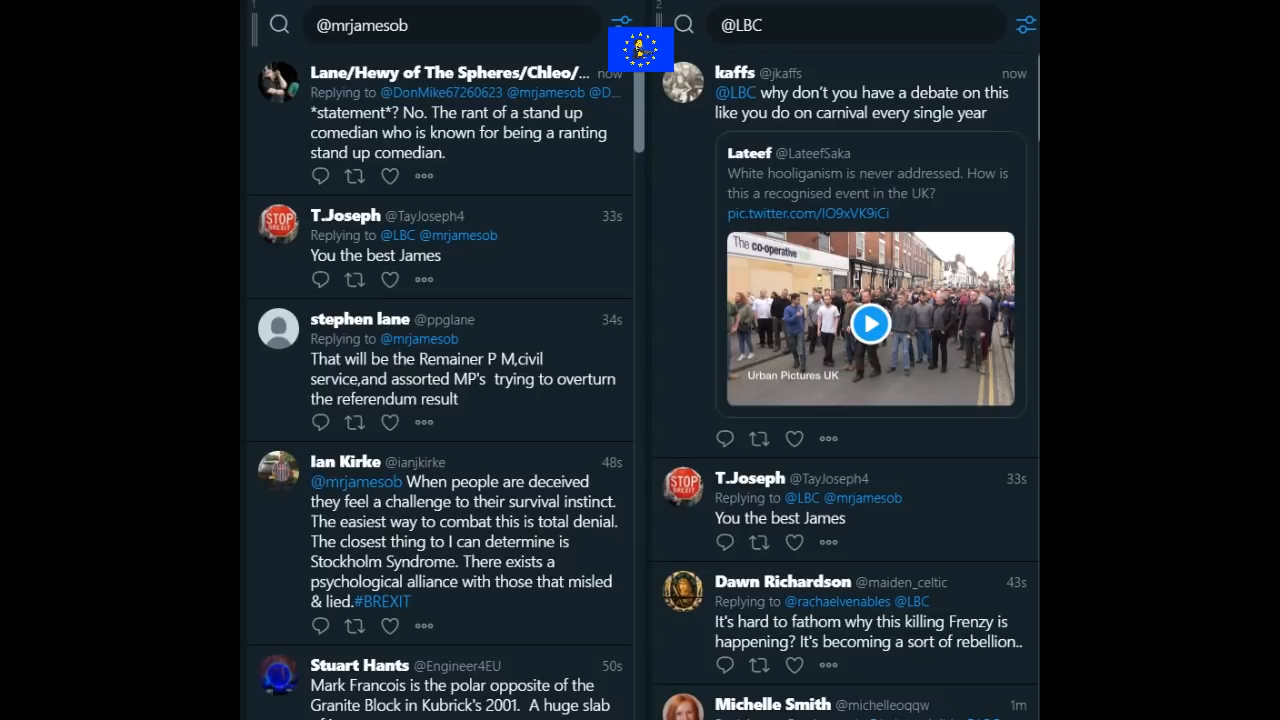 1
@mrjamesob
Lane/Hewy of The Spheres/Chleo/... now
Replying to @DonMike67260623 @mrjamesob @D...
*statement*? No. The rant of a stand up
comedian who is known for being a ranting
stand up comedian.
T.Joseph @TayJoseph4 33s
Replying to @LBC @mrjamesob
You the best James
stephen lane @ppglane 34s
Replying to @mrjamesob
That will be the Remainer P M,civil
service,and assorted MP's trying to overturn
the referendum result
Ian Kirke @ianjkirke 48s
@mrjamesob When people are deceived
they feel a challenge to their survival instinct.
The easiest way to combat this is total denial.
The closest thing to I can determine is
Stockholm Syndrome. There exists a
psychological alliance with those that misled
& lied.#BREXIT
Stuart Hants @Engineer4EU 50s
Mark Francois is the polar opposite of the
Granite Block in Kubrick's 2001. A huge slab
2
@LBC
kaffs @jkaffs now
@LBC why don't you have a debate on this
like you do on carnival every single year
Lateef @LateefSaka
White hooliganism is never addressed. How is
this a recognised event in the UK?
pic.twitter.com/IO9xVK9iCi
The co-operative
Urban Pictures UK
STOP
BREXIT
T.Joseph @TayJoseph4 33s
Replying to @LBC @mrjamesob
You the best James
Dawn Richardson @maiden_celtic 43s
Replying to @rachaelvenables @LBC
It's hard to fathom why this killing Frenzy is
happening? It's becoming a sort of rebellion..
Michelle Smith @michelleoqqw 1m